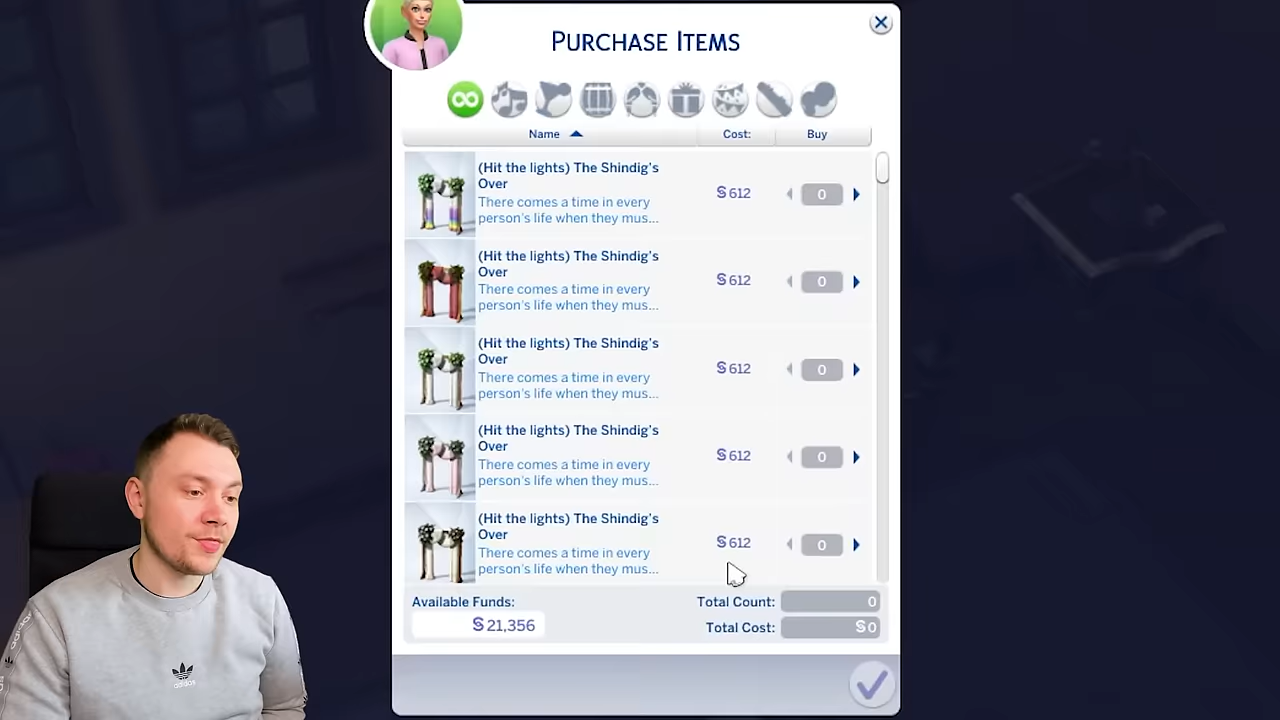 PURCHASE ITEMS
Name
Cost:
Buy
(Hit the lights) The Shindig's
Over
There comes a time in every
person's life when they mus...
§612
0
(Hit the lights) The Shindig's
Over
There comes a time in every
person's life when they mus...
§612
0
(Hit the lights) The Shindig's
Over
There comes a time in every
person's life when they mus...
§612
0
(Hit the lights) The Shindig's
Over
There comes a time in every
person's life when they mus...
§612
0
(Hit the lights) The Shindig's
Over
There comes a time in every
person's life when they mus...
§612
0
Available Funds:
§21,356
Total Count: 0
Total Cost: §0
adidas